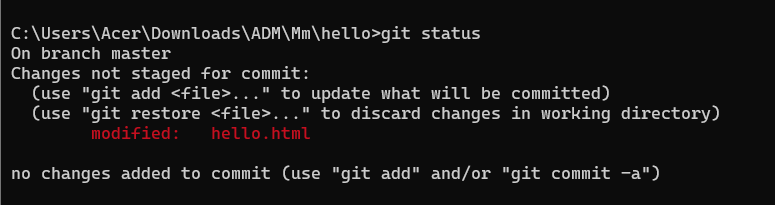 C:\Users\Acer\Downloads\ADM\Mm\hello>git status
On branch master
Changes not staged for commit:
  (use "git add <file>..." to update what will be committed)
  (use "git restore <file>..." to discard changes in working directory)
        modified:   hello.html

no changes added to commit (use "git add" and/or "git commit -a")